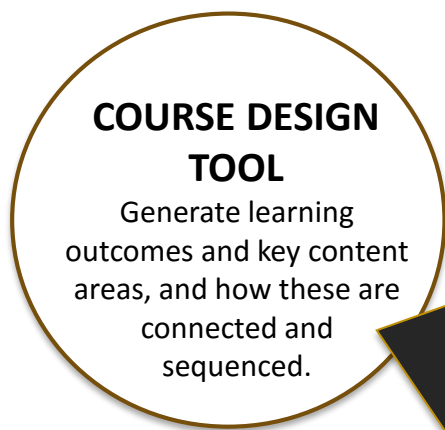 COURSE DESIGN
TOOL
Generate learning
outcomes and key content
areas, and how these are
connected and
sequenced.